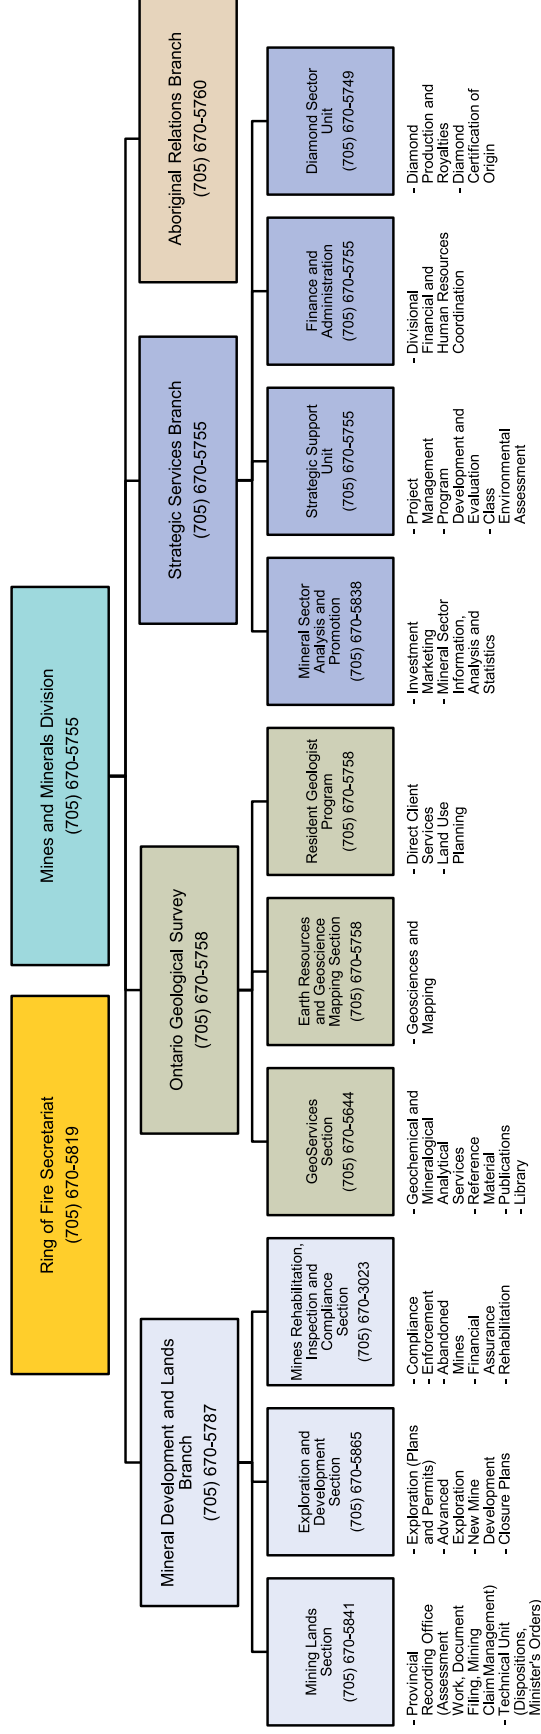 Ring of Fire Secretariat
(705) 670-5819
Mines and Minerals Division
(705) 670-5755
Mineral Development and Lands
Branch
(705) 670-5787
Ontario Geological Survey
(705) 670-5758
Strategic Services Branch
(705) 670-5755
Aboriginal Relations Branch
(705) 670-5760
Mining Lands
Section
(705) 670-5841
Exploration and
Development
Section
(705) 670-5865
Mines Rehabilitation,
Inspection and
Compliance
Section
(705) 670-3023
GeoServices
Section
(705) 670-5644
Earth Resources
and Geoscience
Mapping Section
(705) 670-5758
Resident Geologist
Program
(705) 670-5758
Mineral Sector
Analysis and
Promotion
(705) 670-5838
Strategic Support
Unit
(705) 670-5755
Finance and
Administration
(705) 670-5755
Diamond Sector
Unit
(705) 670-5749
- Provincial
Recording Office
(Assessment
Work, Document
Filing, Mining
Claim Management)
- Technical Unit
(Dispositions,
Minister's Orders)
- Exploration (Plans
and Permits)
- Advanced
Exploration
- New Mine
Development
- Closure Plans
- Compliance
Enforcement
- Abandoned
Mines
- Financial
Assurance
- Rehabilitation
- Geochemical and
Mineralogical
Analytical
Services
- Reference
Material
- Publications
- Library
- Geosciences and
Mapping
- Direct Client
Services
- Land Use
Planning
- Investment
Marketing
- Mineral Sector
Information,
Analysis and
Statistics
- Project
Management
- Program
Development and
Evaluation
- Class
Environmental
Assessment
- Divisional
Financial and
Human Resources
Coordination
- Diamond
Production and
Royalties
- Diamond
Certification of
Origin